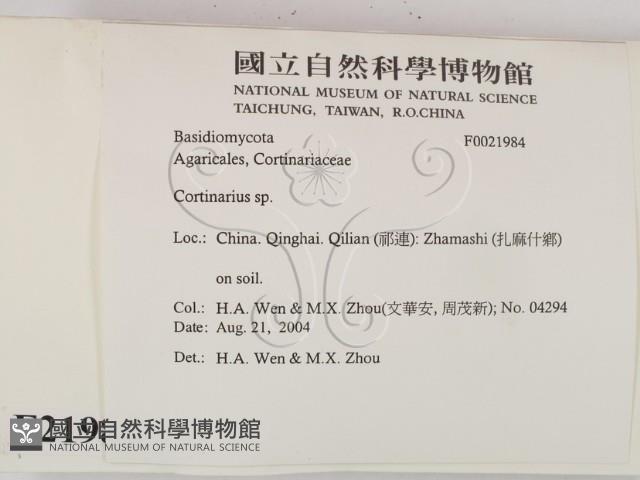 國立自然科學博物館
NATIONAL MUSEUM OF NATURAL SCIENCE
TAICHUNG, TAIWAN, R.O.CHINA
Basidiomycota F0021984
Agaricales, Cortinariaceae
Cortinarius sp.
Loc.: China. Qinghai. Qilian (祁連): Zhamashi (扎麻什鄉)
on soil.
Col.: H.A. Wen & M.X. Zhou(文華安, 周茂新); No. 04294
Date: Aug. 21, 2004
Det.: H.A. Wen & M.X. Zhou
國立自然科學博物館
NATIONAL MUSEUM OF NATURAL SCIENCE